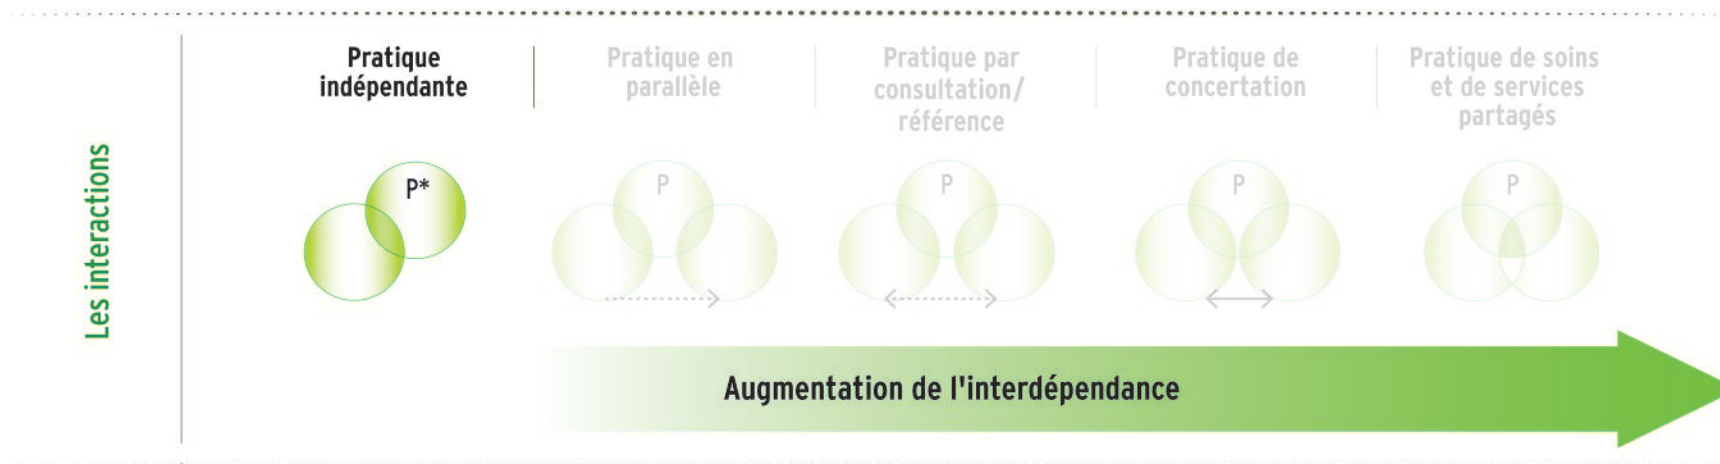 Pratique
indépendante
Pratique en
parallèle
Pratique par
consultation/
référence
Pratique de
concertation
Pratique de soins
et de services
partagés
Les interactions
P*
P
P
P
P
Augmentation de l'interdépendance